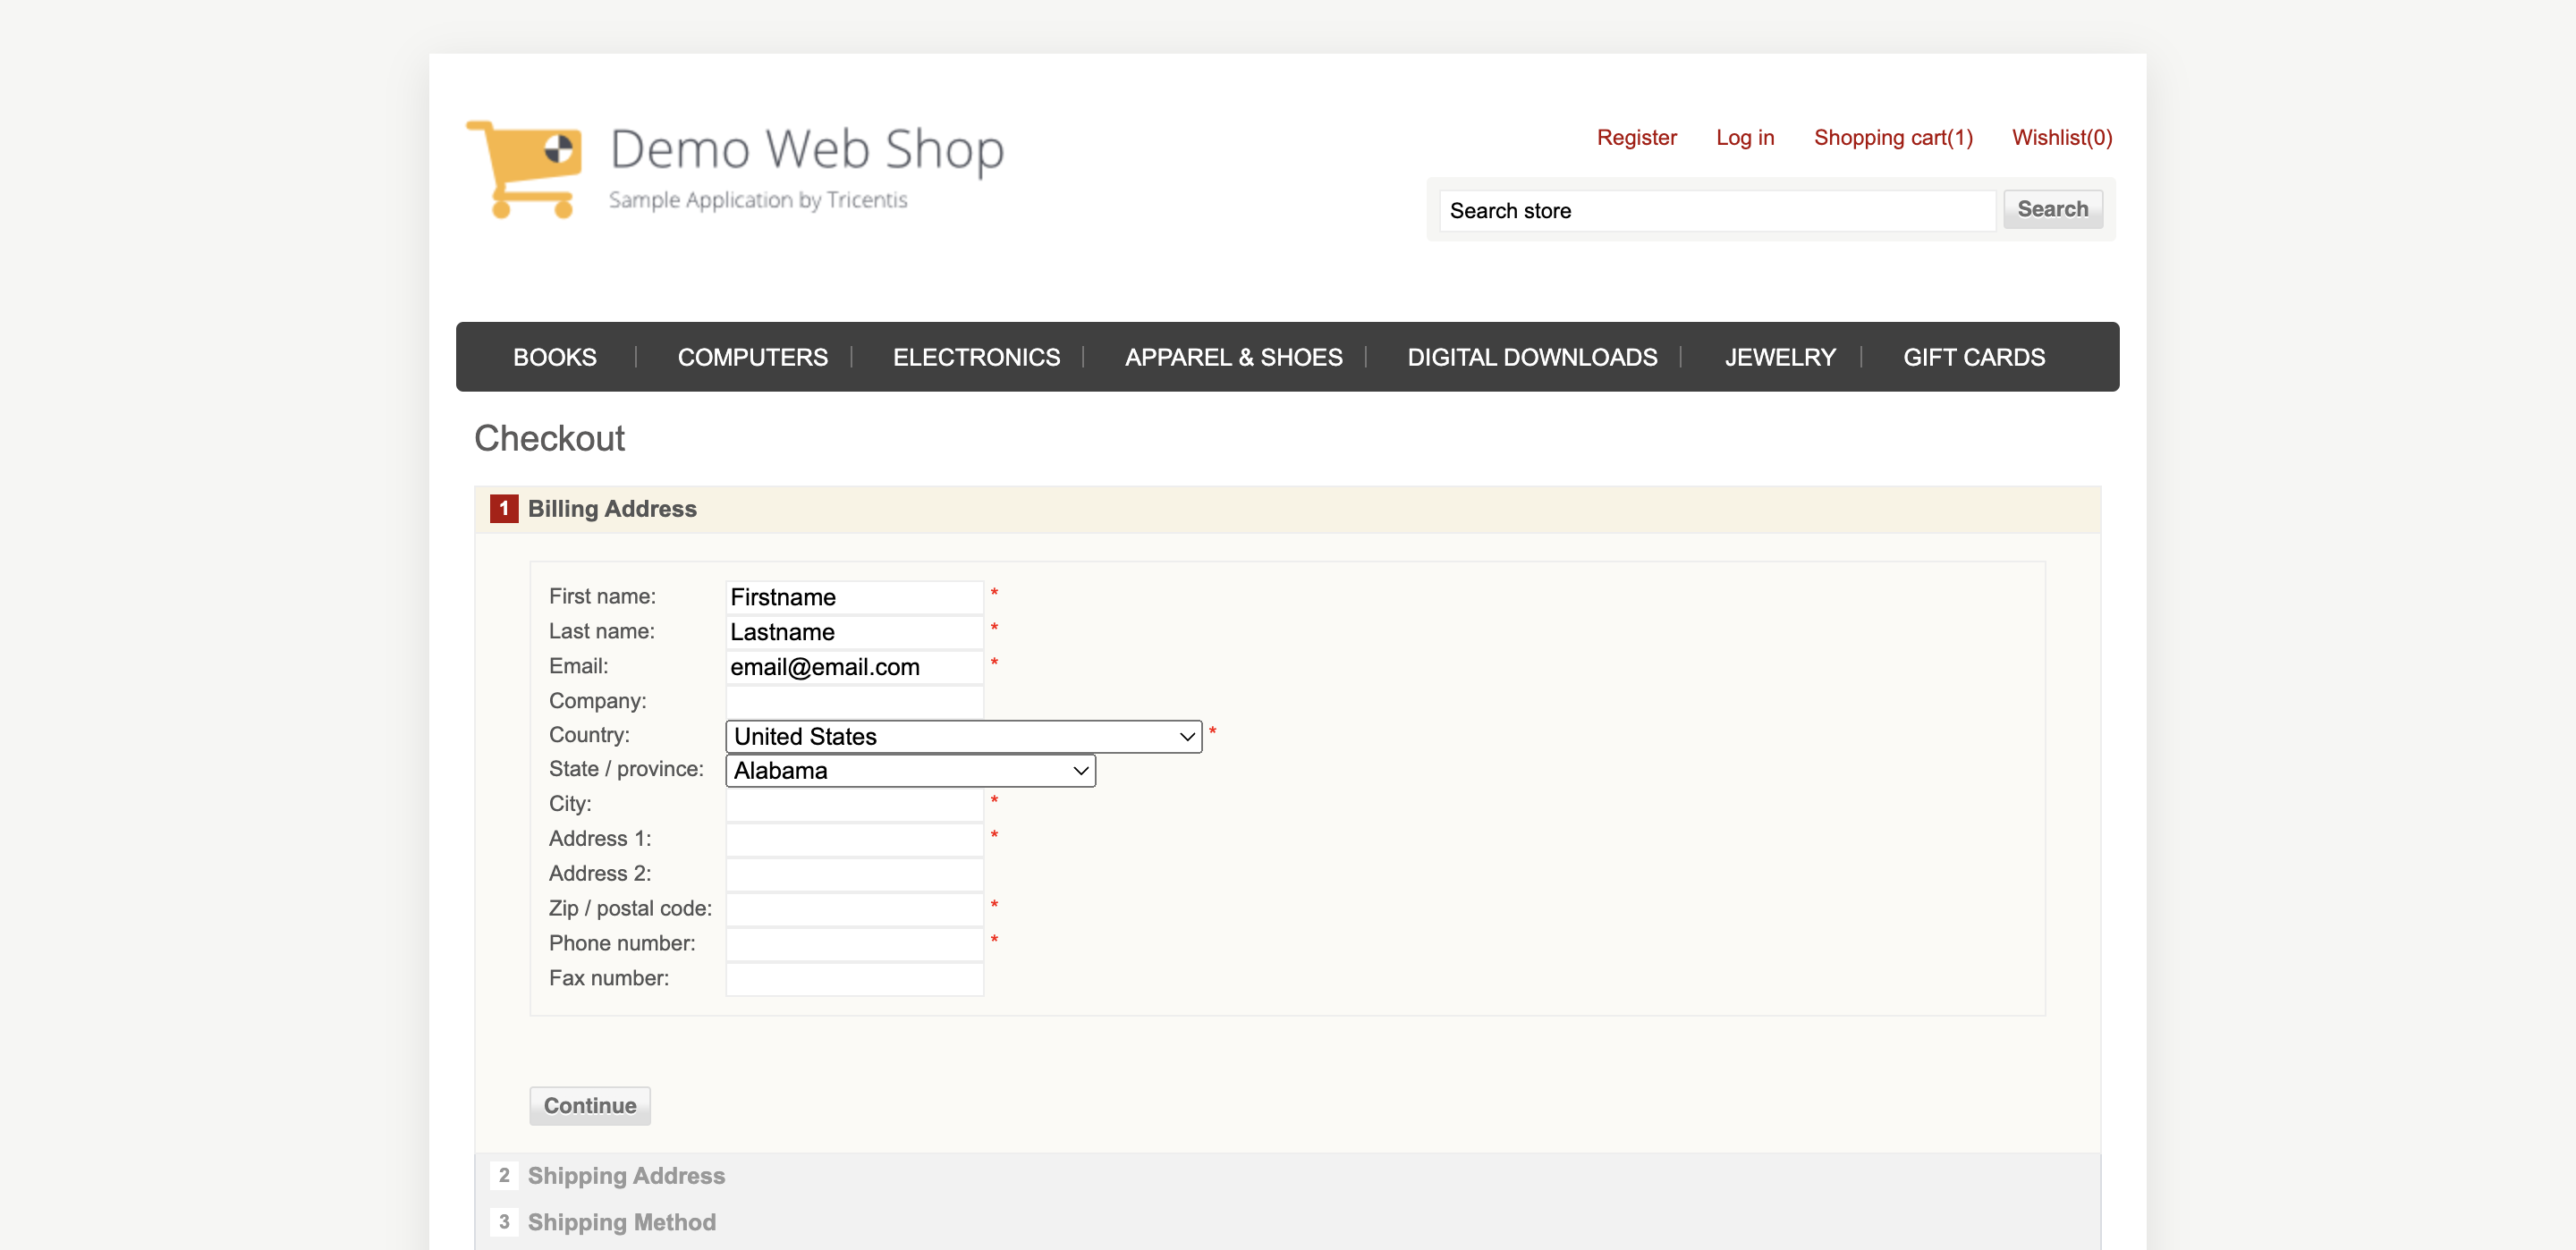 Demo Web Shop
Sample Application by Tricentis
Register Log in Shopping cart(1) Wishlist(0)
Search store Search
BOOKS COMPUTERS ELECTRONICS APPAREL & SHOES DIGITAL DOWNLOADS JEWELRY GIFT CARDS
Checkout
1 Billing Address
First name: Firstname *
Last name: Lastname *
Email: email@email.com *
Company:
Country: United States *
State / province: Alabama
City: *
Address 1: *
Address 2:
Zip / postal code: *
Phone number: *
Fax number:
Continue
2 Shipping Address
3 Shipping Method